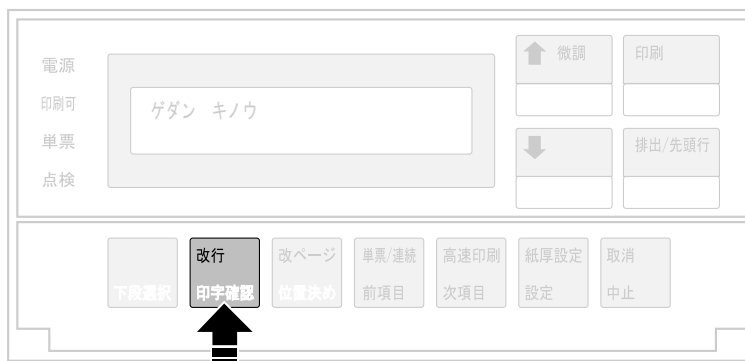 電源
印刷可
単票
点検
ゲダン キノウ
微調
印刷
排出/先頭行
下段選択
改行
印字確認
改ページ
位置決め
単票/連続
前項目
高速印刷
次項目
紙厚設定
設定
取消
中止